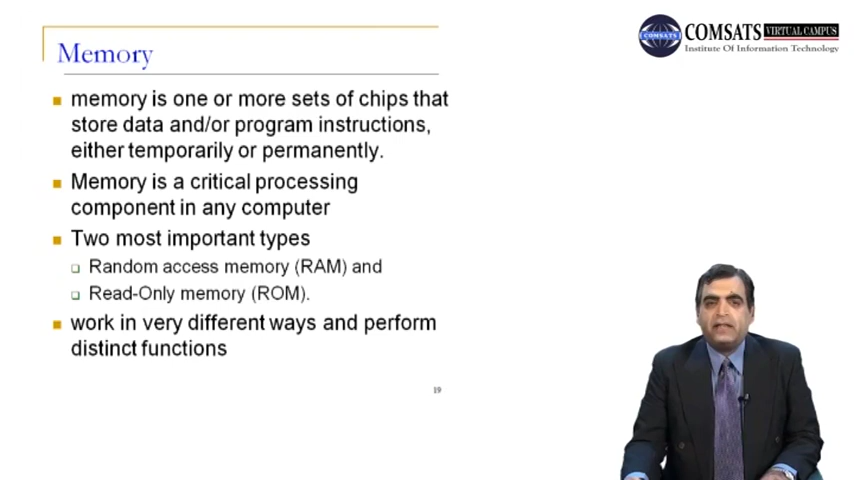 Memory
memory is one or more sets of chips that
store data and/or program instructions,
either temporarily or permanently.
Memory is a critical processing
component in any computer
Two most important types
Random access memory (RAM) and
Read-Only memory (ROM).
work in very different ways and perform
distinct functions
19
COMSATS
COMSATS VIRTUAL CAMPUS
Institute Of Information Technology